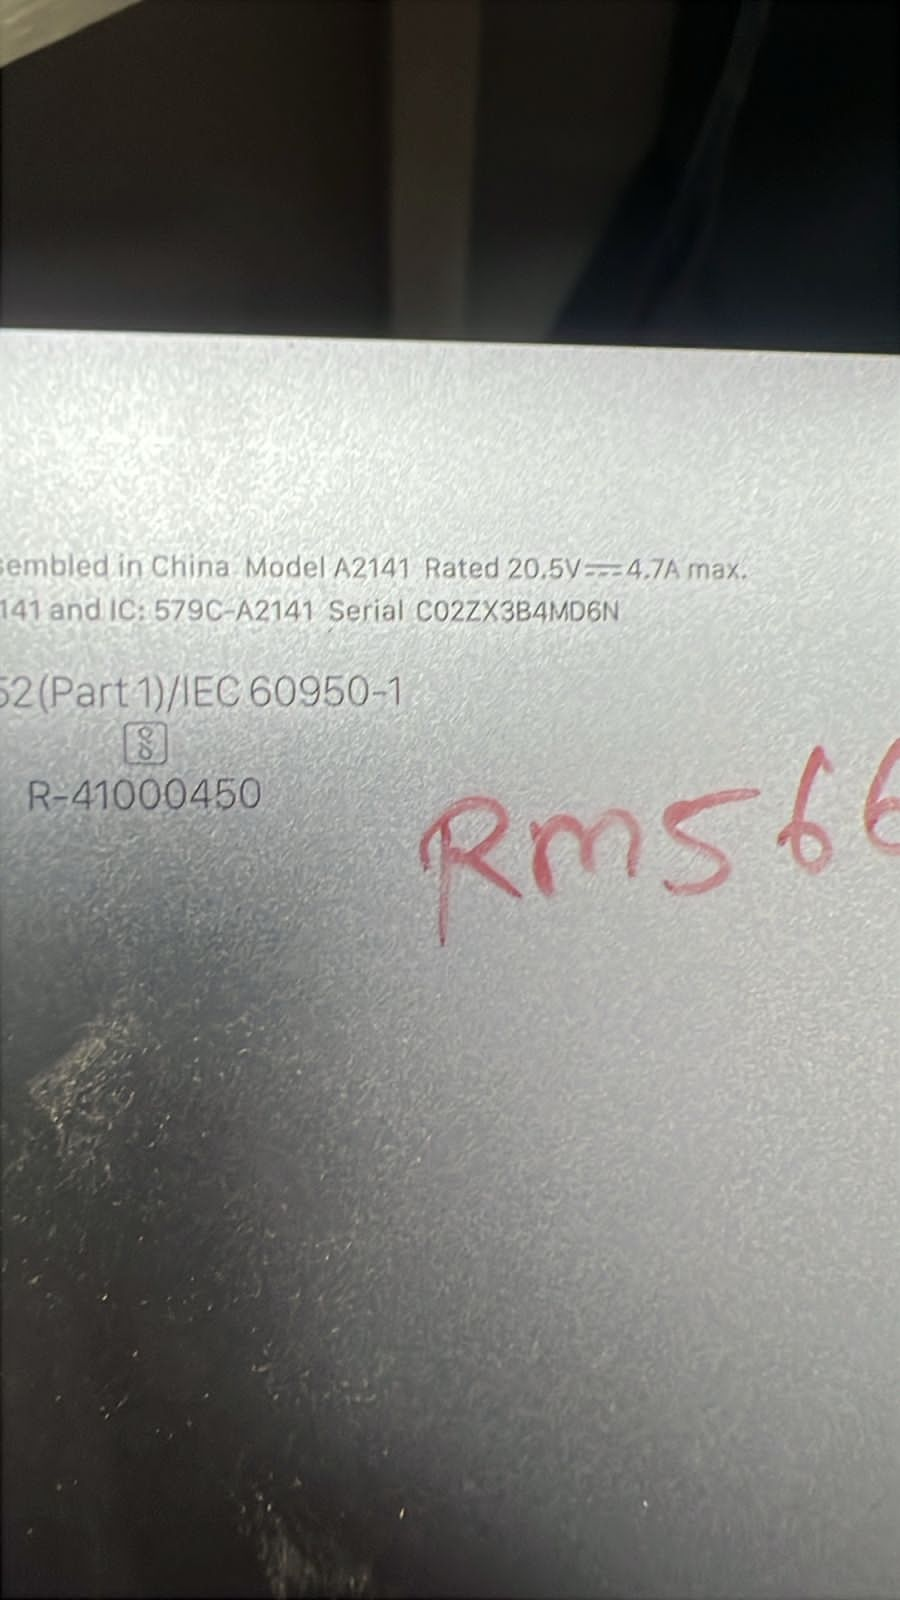 sembled in China Model A2141 Rated 20.5V⎓4.7A max.
141 and IC: 579C-A2141 Serial C02ZX3B4MD6N
52(Part 1)/IEC 60950-1
R-41000450
Rm566